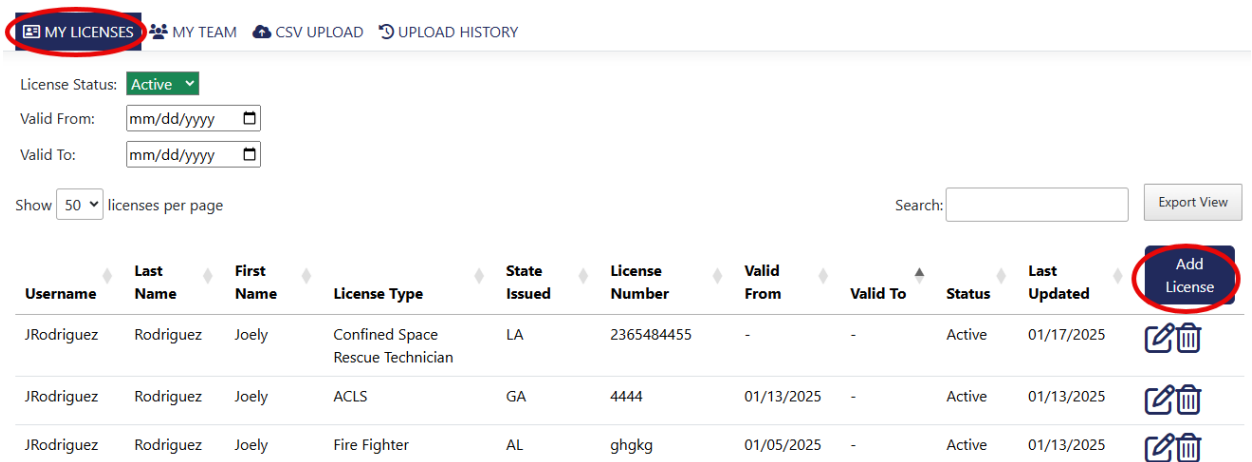 MY LICENSES MY TEAM CSV UPLOAD UPLOAD HISTORY
License Status: Active
Valid From: mm/dd/yyyy
Valid To: mm/dd/yyyy
Show 50 licenses per page Search: Export View
Username Last Name First Name License Type State Issued License Number Valid From Valid To Status Last Updated Add License
JRodriguez Rodriguez Joely Confined Space Rescue Technician LA 2365484455 - - Active 01/17/2025
JRodriguez Rodriguez Joely ACLS GA 4444 01/13/2025 - Active 01/13/2025
JRodriguez Rodriguez Joely Fire Fighter AL ghgkg 01/05/2025 - Active 01/13/2025